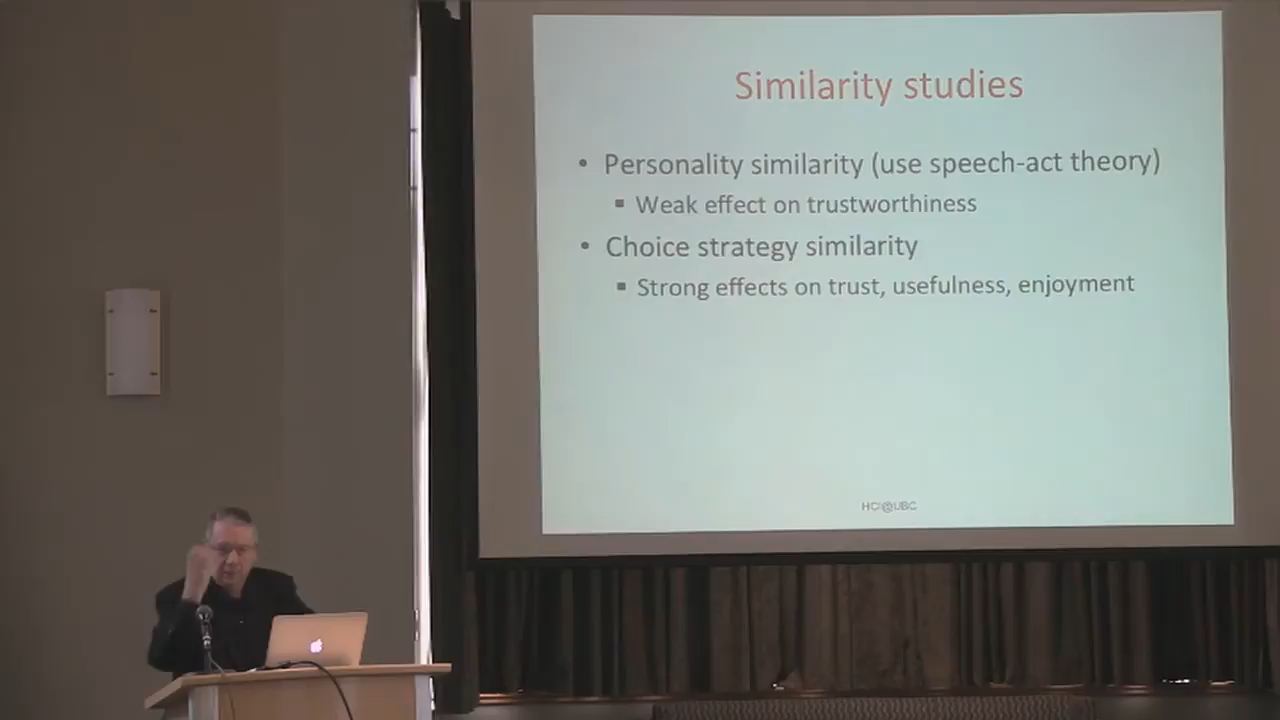 Similarity studies
• Personality similarity (use speech-act theory)
▪ Weak effect on trustworthiness
• Choice strategy similarity
▪ Strong effects on trust, usefulness, enjoyment
HCI@UBC